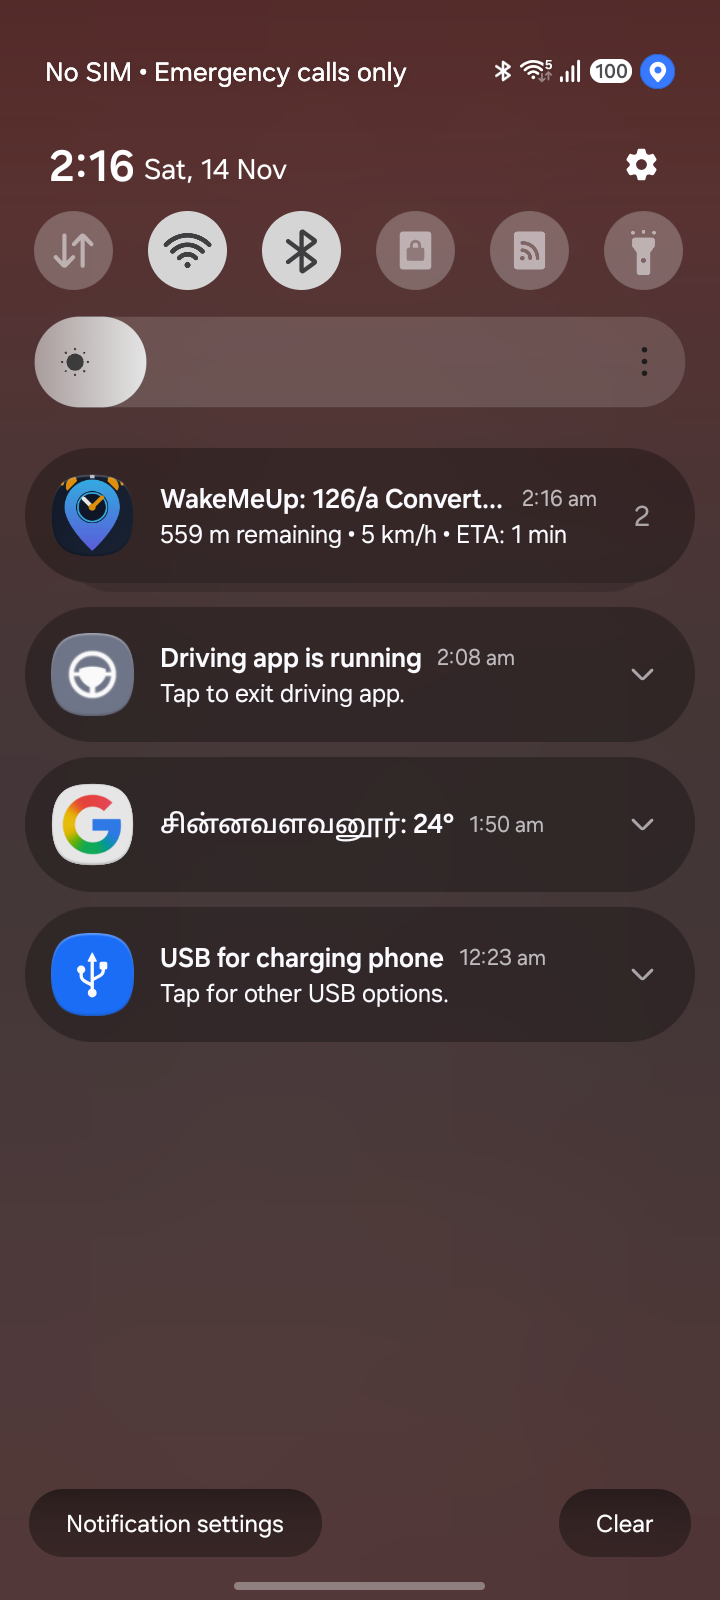 No SIM • Emergency calls only
5
100
2:16 Sat, 14 Nov
WakeMeUp: 126/a Convert... 2:16 am
2
559 m remaining • 5 km/h • ETA: 1 min
Driving app is running 2:08 am
Tap to exit driving app.
சின்னவளவனூர்: 24° 1:50 am
USB for charging phone 12:23 am
Tap for other USB options.
Notification settings
Clear